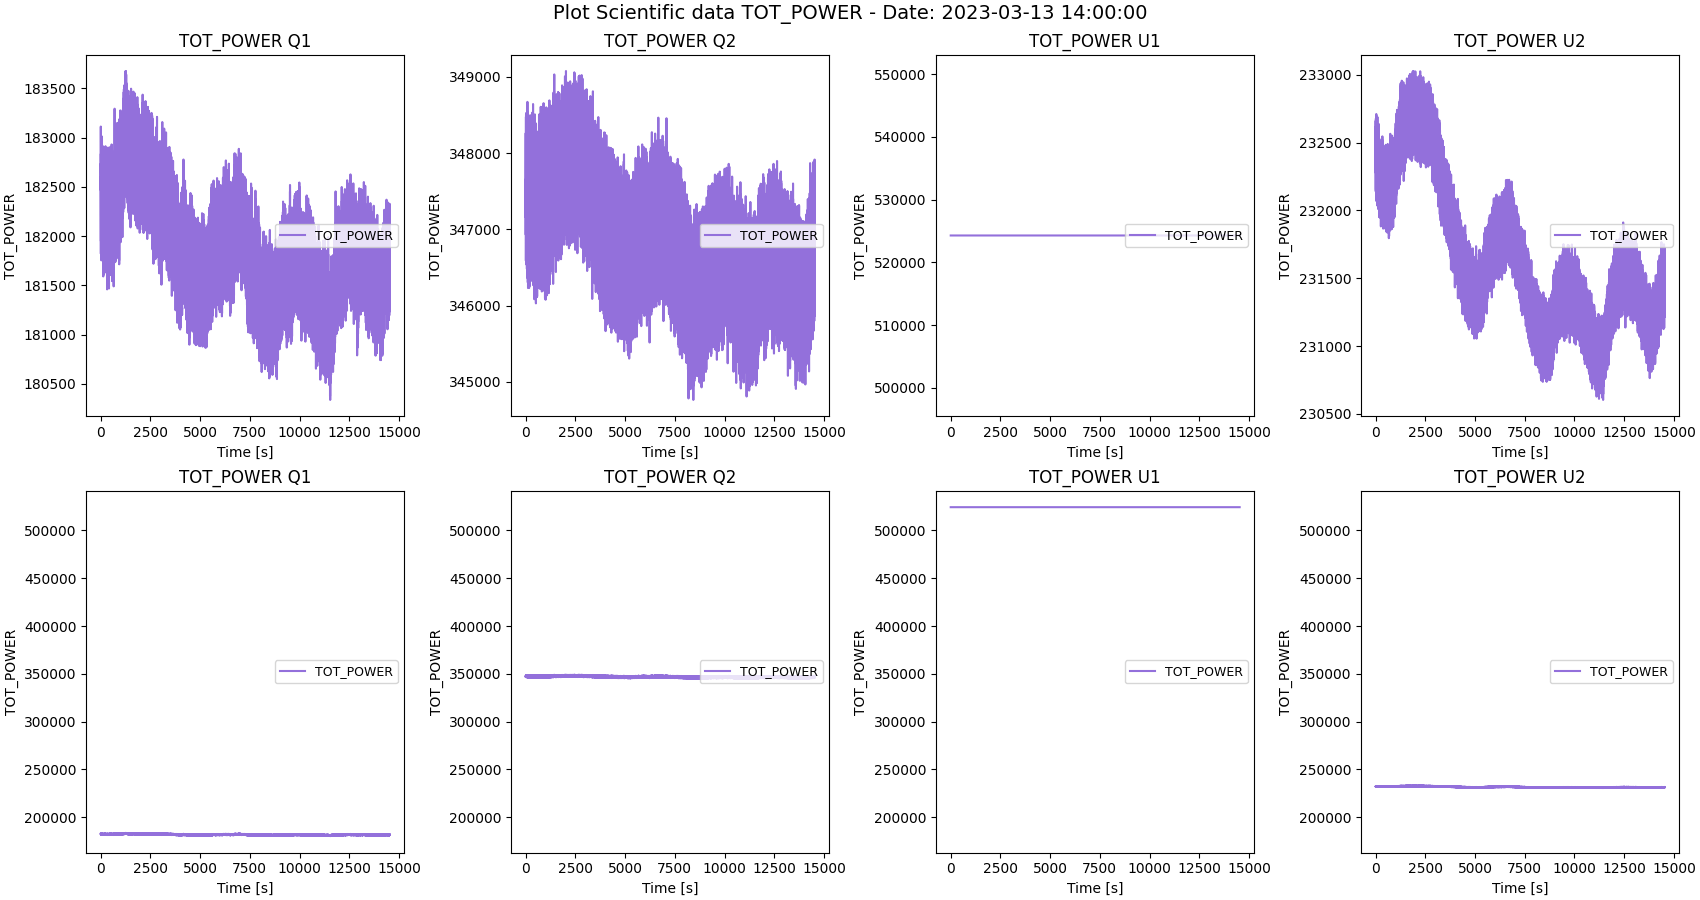 Plot Scientific data TOT_POWER - Date: 2023-03-13 14:00:00
TOT_POWER Q1
TOT_POWER
183500
183000
182500
182000
181500
181000
180500
TOT_POWER
0 2500 5000 7500 10000 12500 15000
Time [s]
TOT_POWER Q2
TOT_POWER
349000
348000
347000
346000
345000
TOT_POWER
0 2500 5000 7500 10000 12500 15000
Time [s]
TOT_POWER U1
TOT_POWER
550000
540000
530000
520000
510000
500000
TOT_POWER
0 2500 5000 7500 10000 12500 15000
Time [s]
TOT_POWER U2
TOT_POWER
233000
232500
232000
231500
231000
230500
TOT_POWER
0 2500 5000 7500 10000 12500 15000
Time [s]
TOT_POWER Q1
TOT_POWER
500000
450000
400000
350000
300000
250000
200000
TOT_POWER
0 2500 5000 7500 10000 12500 15000
Time [s]
TOT_POWER Q2
TOT_POWER
500000
450000
400000
350000
300000
250000
200000
TOT_POWER
0 2500 5000 7500 10000 12500 15000
Time [s]
TOT_POWER U1
TOT_POWER
500000
450000
400000
350000
300000
250000
200000
TOT_POWER
0 2500 5000 7500 10000 12500 15000
Time [s]
TOT_POWER U2
TOT_POWER
500000
450000
400000
350000
300000
250000
200000
TOT_POWER
0 2500 5000 7500 10000 12500 15000
Time [s]